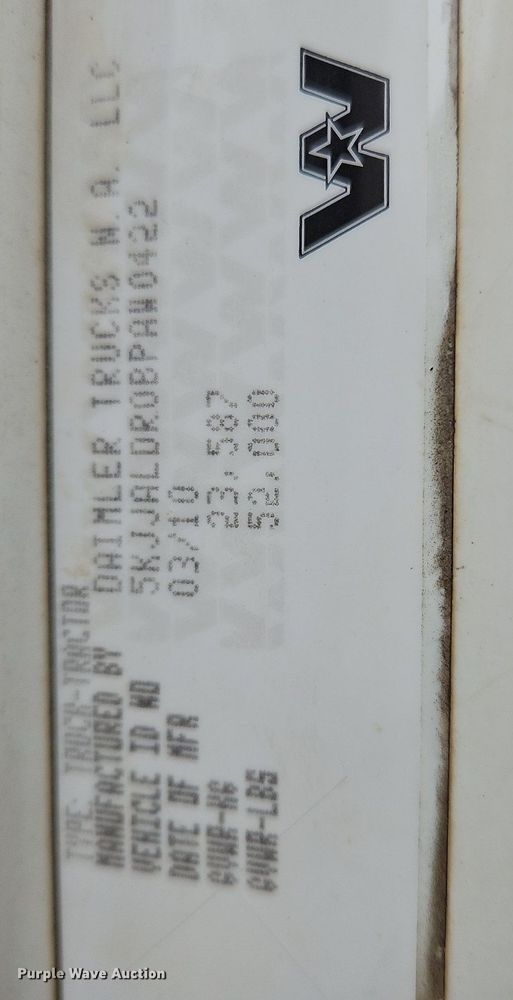 TYPE: TRUCK-TRACTOR
MANUFACTURED BY DAIMLER TRUCKS N.A. LLC
VEHICLE ID NO 5KJJALDR0BPAW0422
DATE OF MFR 03/10
GVWR-KG 23,587
GVWR-LBS 52,000
W
Purple Wave Auction